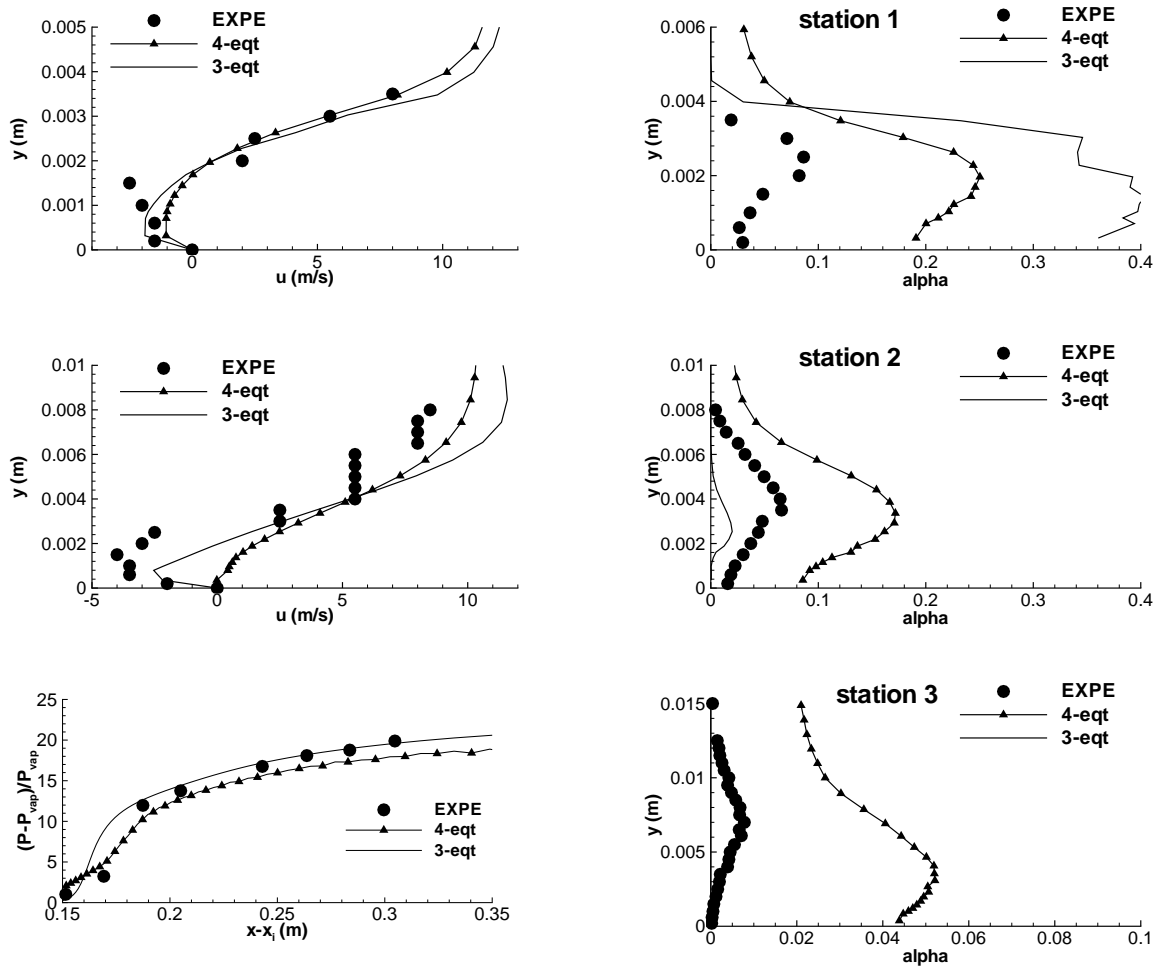 station 1
EXPE
4-eqt
3-eqt
y (m)
0.005
0.004
0.003
0.002
0.001
0
0
5
10
u (m/s)
EXPE
4-eqt
3-eqt
y (m)
0.006
0.004
0.002
0
0
0.1
0.2
0.3
0.4
alpha
station 2
EXPE
4-eqt
3-eqt
y (m)
0.01
0.008
0.006
0.004
0.002
0
-5
0
5
10
u (m/s)
EXPE
4-eqt
3-eqt
y (m)
0.01
0.008
0.006
0.004
0.002
0
0
0.1
0.2
0.3
0.4
alpha
station 3
(P-Pvap)/Pvap
25
20
15
10
5
0
0.15
0.2
0.25
0.3
0.35
x-xi (m)
EXPE
4-eqt
3-eqt
EXPE
4-eqt
3-eqt
y (m)
0.015
0.01
0.005
0
0
0.02
0.04
0.06
0.08
0.1
alpha